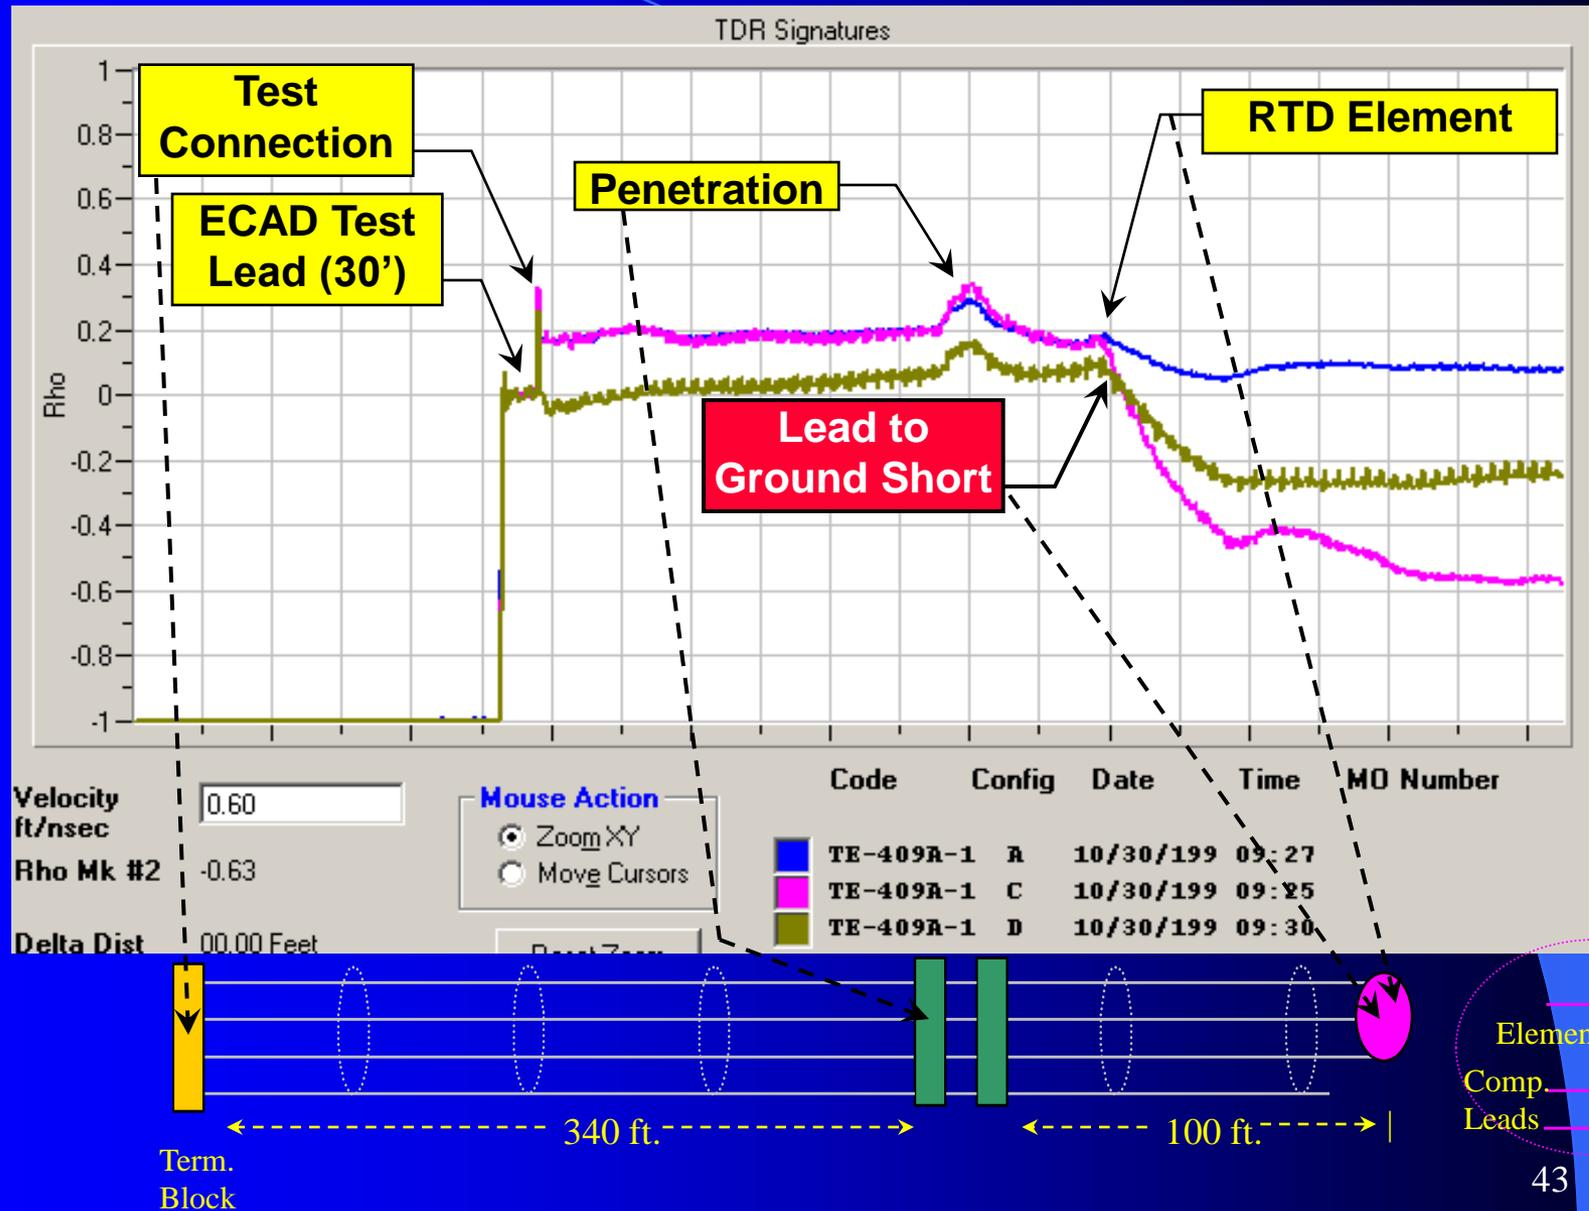 TDR Signatures
1
0.8
0.6
0.4
0.2
0
-0.2
-0.4
-0.6
-0.8
-1
Rho
Test
Connection
ECAD Test
Lead (30’)
Penetration
RTD Element
Lead to
Ground Short
Velocity
ft/nsec
0.60
Rho Mk #2 -0.63
Delta Dist 00.00 Feet
Mouse Action
Zoom XY
Move Cursors
Reset Zoom
Code Config Date Time MO Number
TE-409A-1 A 10/30/199 09:27
TE-409A-1 C 10/30/199 09:25
TE-409A-1 D 10/30/199 09:30
340 ft.
100 ft.
Term.
Block
Elemen
Comp.
Leads
43